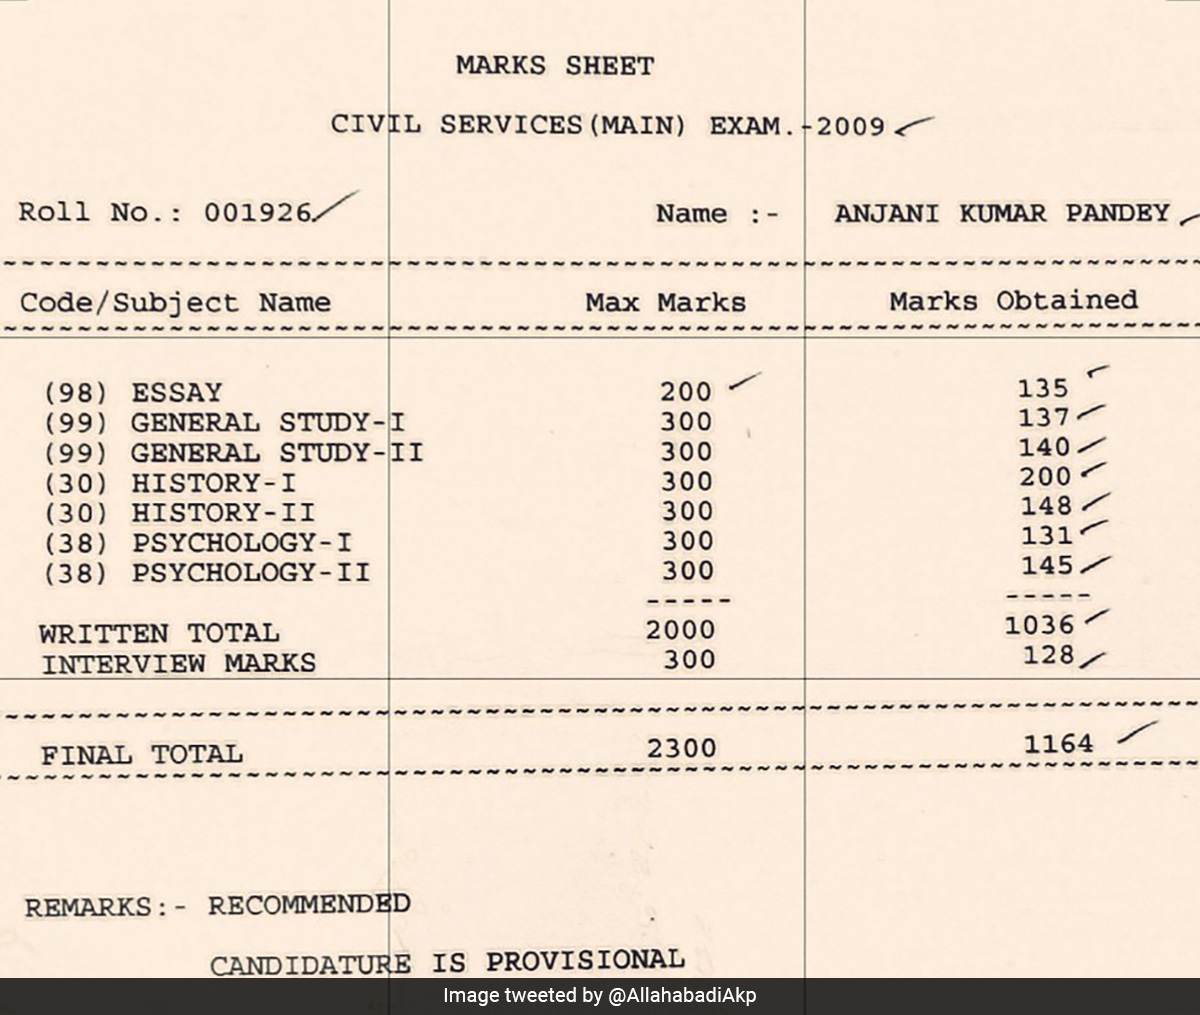 MARKS SHEET
CIVIL SERVICES(MAIN) EXAM.-2009
Roll No.: 001926 Name :- ANJANI KUMAR PANDEY
~~~~~~~~~~~~~~~~~~~~~~~~~~~~~~~~~~~~~~~~~~~~~~~~
Code/Subject Name Max Marks Marks Obtained
~~~~~~~~~~~~~~~~~~~~~~~~~~~~~~~~~~~~~~~~~~~~~~~~
(98) ESSAY 200 135
(99) GENERAL STUDY-I 300 137
(99) GENERAL STUDY-II 300 140
(30) HISTORY-I 300 200
(30) HISTORY-II 300 148
(38) PSYCHOLOGY-I 300 131
(38) PSYCHOLOGY-II 300 145
----- -----
WRITTEN TOTAL 2000 1036
INTERVIEW MARKS 300 128
~~~~~~~~~~~~~~~~~~~~~~~~~~~~~~~~~~~~~~~~~~~~~~~~
FINAL TOTAL 2300 1164
~~~~~~~~~~~~~~~~~~~~~~~~~~~~~~~~~~~~~~~~~~~~~~~~
REMARKS:- RECOMMENDED
CANDIDATURE IS PROVISIONAL
Image tweeted by @AllahabadiAkp